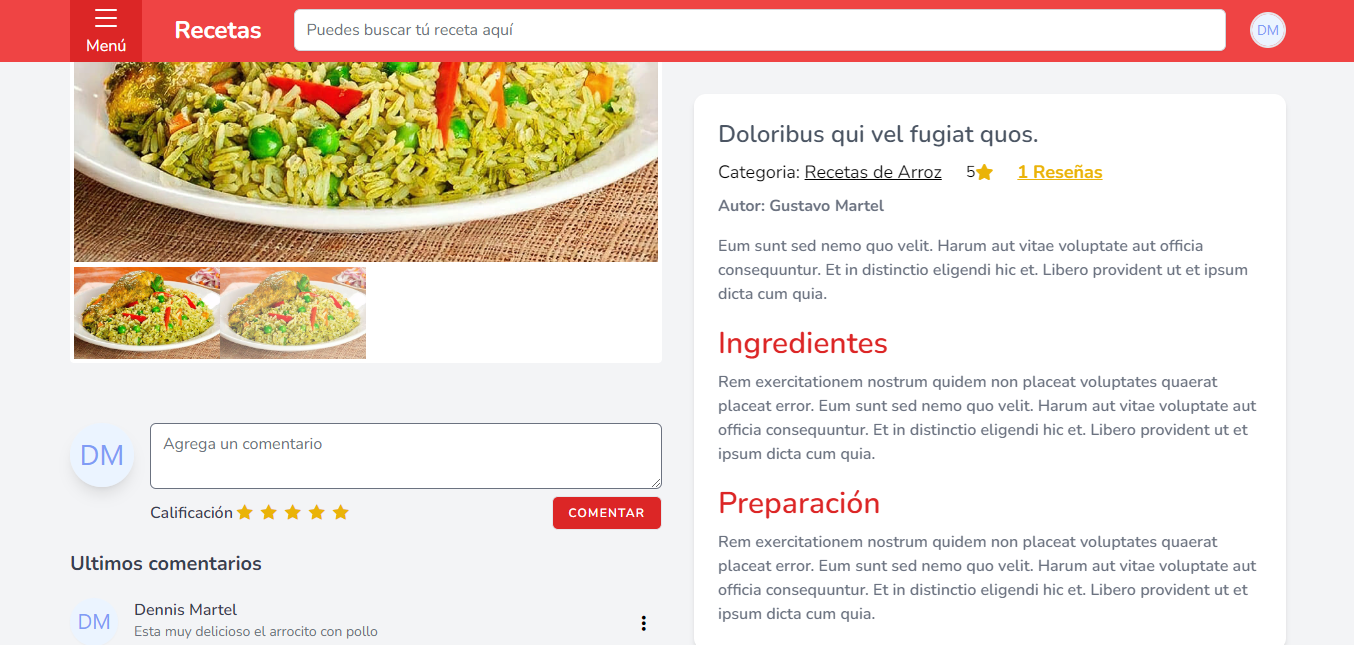 Menú
Recetas
Puedes buscar tú receta aquí
DM
Doloribus qui vel fugiat quos.
Categoria: Recetas de Arroz 5 1 Reseñas
Autor: Gustavo Martel
Eum sunt sed nemo quo velit. Harum aut vitae voluptate aut officia
consequuntur. Et in distinctio eligendi hic et. Libero provident ut et ipsum
dicta cum quia.
Ingredientes
Rem exercitationem nostrum quidem non placeat voluptates quaerat
placeat error. Eum sunt sed nemo quo velit. Harum aut vitae voluptate aut
officia consequuntur. Et in distinctio eligendi hic et. Libero provident ut et
ipsum dicta cum quia.
Preparación
Rem exercitationem nostrum quidem non placeat voluptates quaerat
placeat error. Eum sunt sed nemo quo velit. Harum aut vitae voluptate aut
officia consequuntur. Et in distinctio eligendi hic et. Libero provident ut et
ipsum dicta cum quia.
DM
Agrega un comentario
Calificación
COMENTAR
Ultimos comentarios
DM
Dennis Martel
Esta muy delicioso el arrocito con pollo